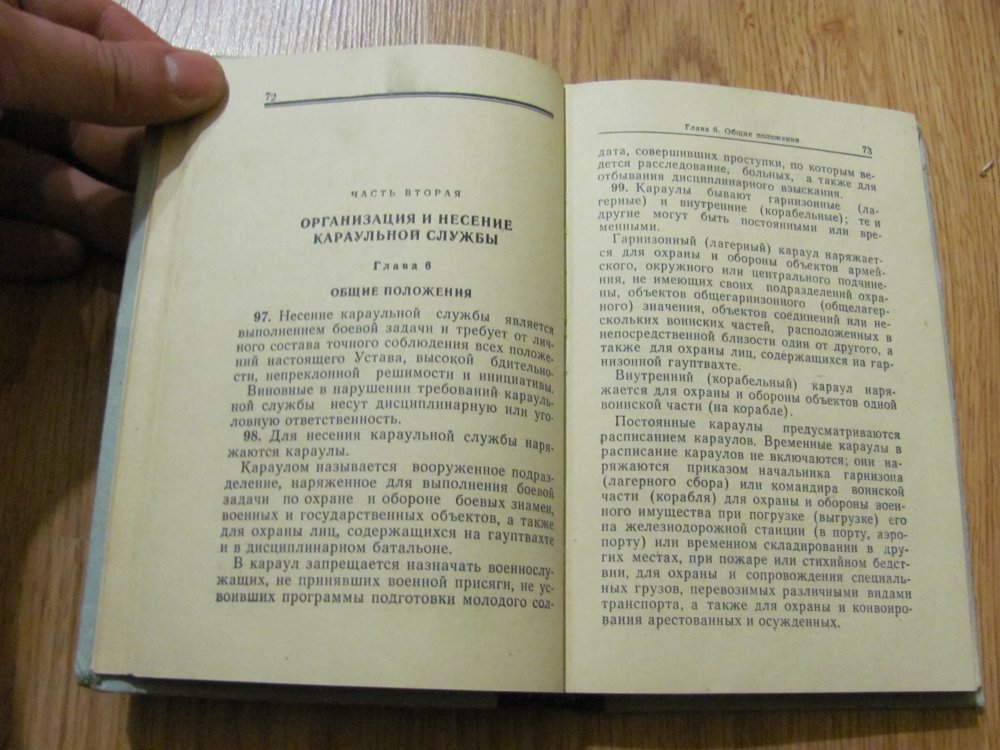 72
ЧАСТЬ ВТОРАЯ
ОРГАНИЗАЦИЯ И НЕСЕНИЕ
КАРАУЛЬНОЙ СЛУЖБЫ
Глава 6
ОБЩИЕ ПОЛОЖЕНИЯ
97. Несение караульной службы является
выполнением боевой задачи и требует от лич-
ного состава точного соблюдения всех положе-
ний настоящего Устава, высокой бдительно-
сти, непреклонной решимости и инициативы.
Виновные в нарушении требований карауль-
ной службы несут дисциплинарную или уго-
ловную ответственность.
98. Для несения караульной службы наря-
жаются караулы.
Караулом называется вооруженное подраз-
деление, наряженное для выполнения боевой
задачи по охране и обороне боевых знамен,
военных и государственных объектов, а также
для охраны лиц, содержащихся на гауптвахте
и в дисциплинарном батальоне.
В караул запрещается назначать военнослу-
жащих, не принявших военной присяги, не ус-
воивших программы подготовки молодого сол-
Глава 6. Общие положения
73
дата, совершивших проступки, по которым ве-
дется расследование, больных, а также для
отбывания дисциплинарного взыскания.
99. Караулы бывают гарнизонные (ла-
герные) и внутренние (корабельные); те и
другие могут быть постоянными или вре-
менными.
Гарнизонный (лагерный) караул наряжает-
ся для охраны и обороны объектов армей-
ского, окружного или центрального подчине-
ния, не имеющих своих подразделений охра-
ны, объектов общегарнизонного (общелагер-
ного) значения, объектов соединений или не-
скольких воинских частей, расположенных в
непосредственной близости один от другого, а
также для охраны лиц, содержащихся на гар-
низонной гауптвахте.
Внутренний (корабельный) караул наря-
жается для охраны и обороны объектов одной
воинской части (на корабле).
Постоянные караулы предусматриваются
расписанием караулов. Временные караулы в
расписание караулов не включаются; они на-
ряжаются приказом начальника гарнизона
(лагерного сбора) или командира воинской
части (корабля) для охраны и обороны воен-
ного имущества при погрузке (выгрузке) его
на железнодорожной станции (в порту, аэро-
порту) или временном складировании в дру-
гих местах, при пожаре или стихийном бедст-
вии, для охраны и сопровождения специаль-
ных грузов, перевозимых различными видами
транспорта, а также для охраны и конвоиро-
вания арестованных и осужденных.